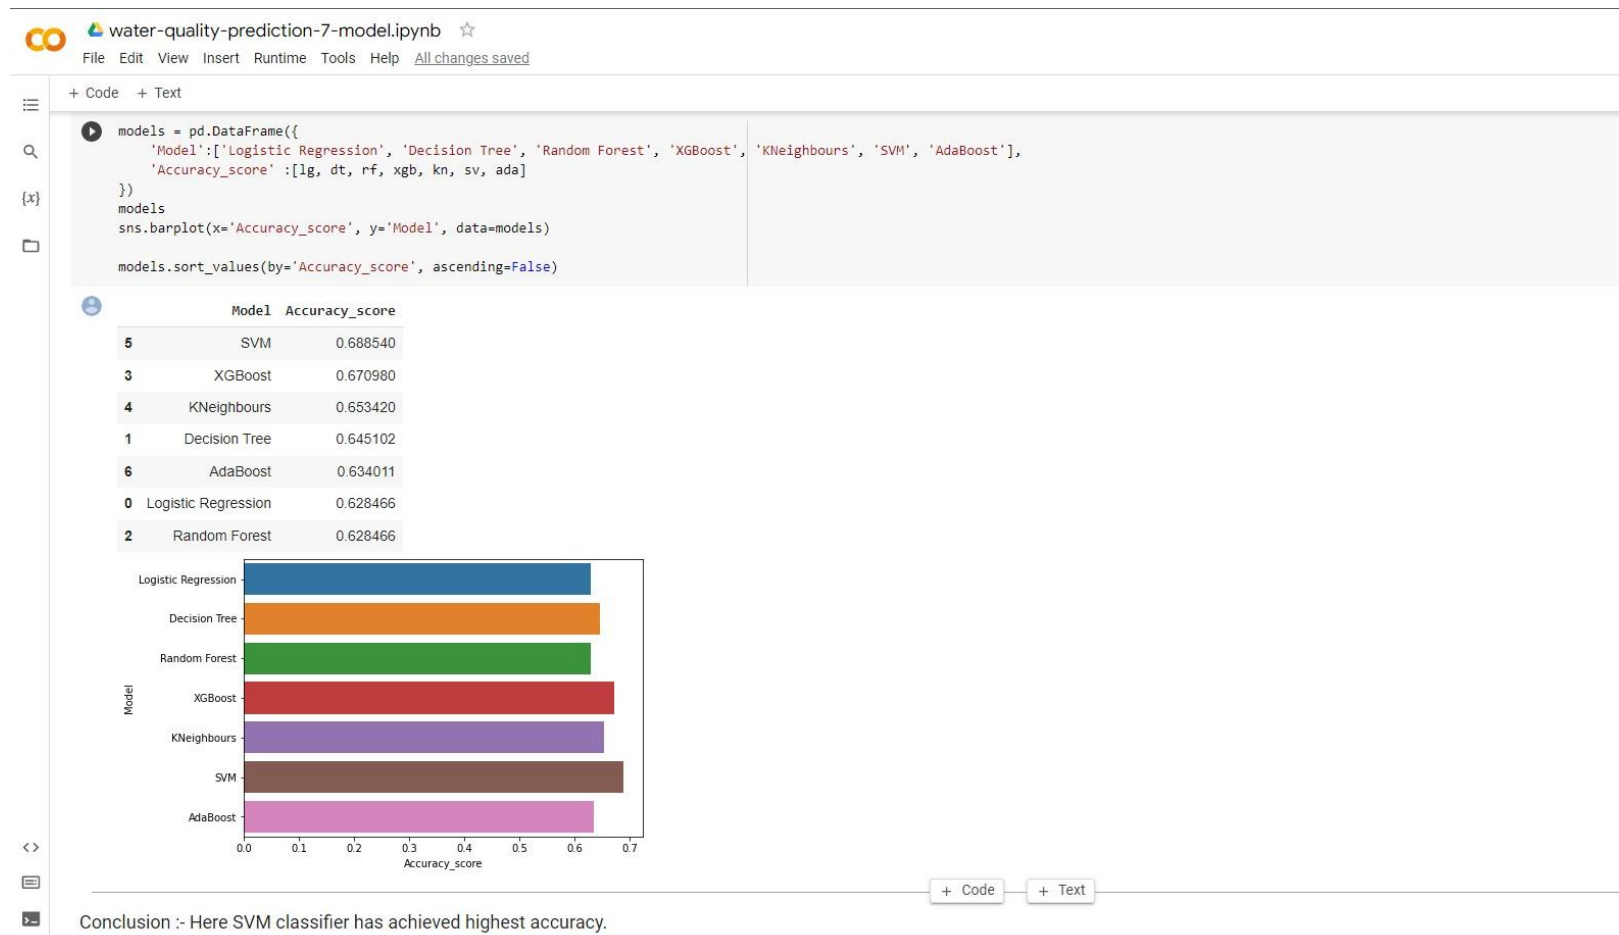 water-quality-prediction-7-model.ipynb
File Edit View Insert Runtime Tools Help All changes saved
+ Code + Text
models = pd.DataFrame({
    'Model':['Logistic Regression', 'Decision Tree', 'Random Forest', 'XGBoost', 'KNeighbours', 'SVM', 'AdaBoost'],
    'Accuracy_score' :[lg, dt, rf, xgb, kn, sv, ada]
})
models
sns.barplot(x='Accuracy_score', y='Model', data=models)
models.sort_values(by='Accuracy_score', ascending=False)
{x}
Model Accuracy_score
5 SVM 0.688540
3 XGBoost 0.670980
4 KNeighbours 0.653420
1 Decision Tree 0.645102
6 AdaBoost 0.634011
0 Logistic Regression 0.628466
2 Random Forest 0.628466
Logistic Regression
Decision Tree
Random Forest
XGBoost
KNeighbours
SVM
AdaBoost
Model
0.0 0.1 0.2 0.3 0.4 0.5 0.6 0.7
Accuracy_score
+ Code + Text
Conclusion :- Here SVM classifier has achieved highest accuracy.